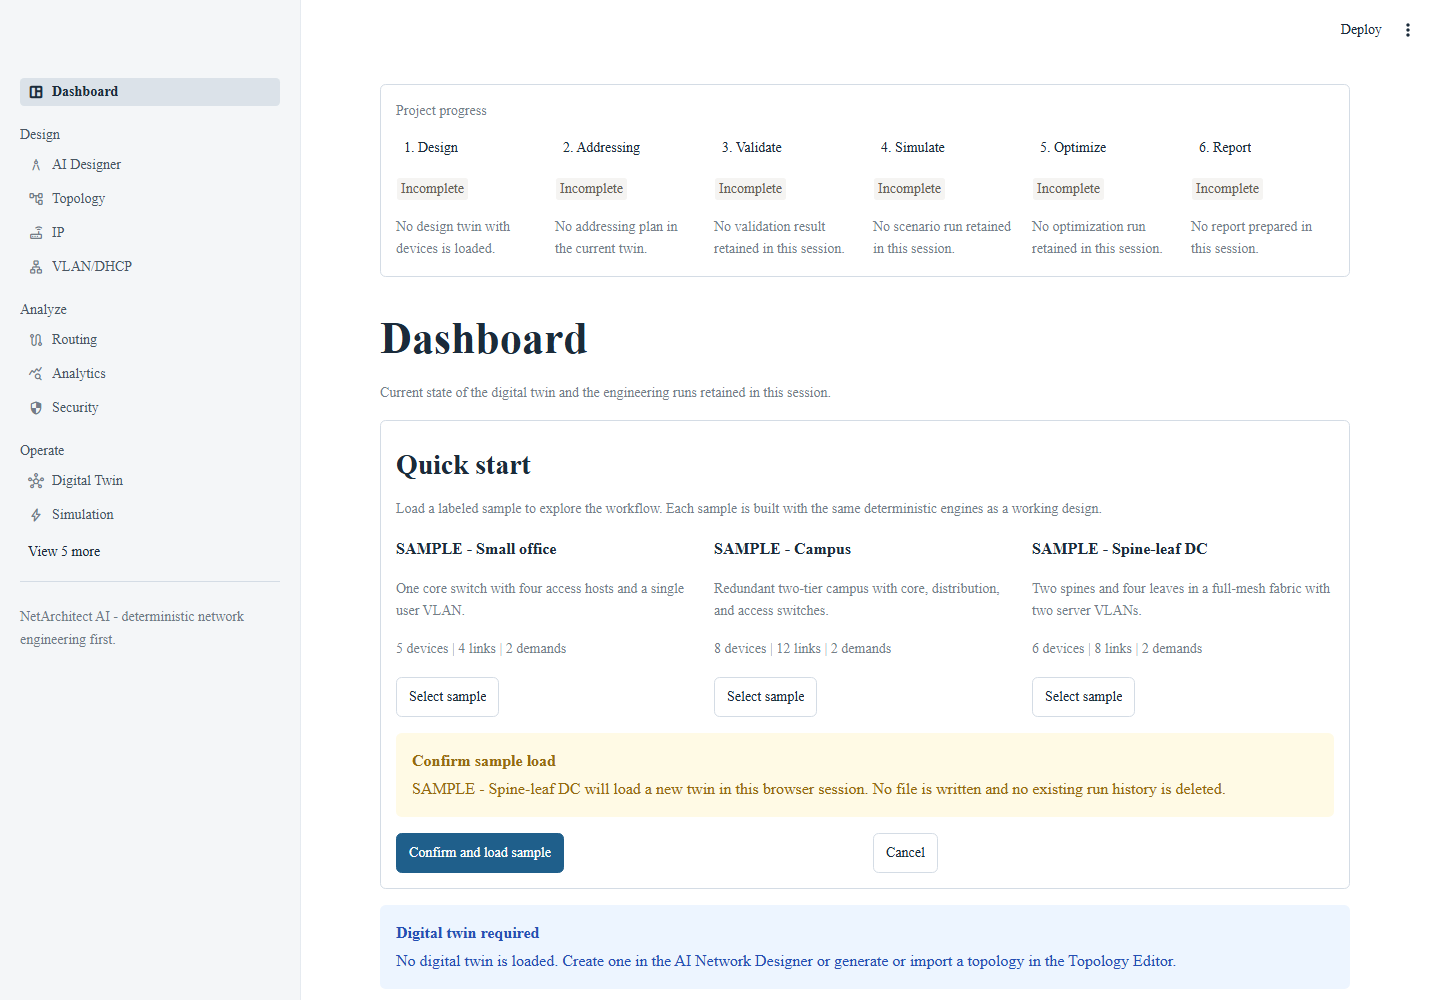 Deploy
Dashboard
Design
AI Designer
Topology
IP
VLAN/DHCP
Analyze
Routing
Analytics
Security
Operate
Digital Twin
Simulation
View 5 more
NetArchitect AI - deterministic network
engineering first.
Project progress
1. Design
Incomplete
No design twin with
devices is loaded.
2. Addressing
Incomplete
No addressing plan in
the current twin.
3. Validate
Incomplete
No validation result
retained in this session.
4. Simulate
Incomplete
No scenario run retained
in this session.
5. Optimize
Incomplete
No optimization run
retained in this session.
6. Report
Incomplete
No report prepared in
this session.
Dashboard
Current state of the digital twin and the engineering runs retained in this session.
Quick start
Load a labeled sample to explore the workflow. Each sample is built with the same deterministic engines as a working design.
SAMPLE - Small office
One core switch with four access hosts and a single
user VLAN.
5 devices | 4 links | 2 demands
Select sample
SAMPLE - Campus
Redundant two-tier campus with core, distribution,
and access switches.
8 devices | 12 links | 2 demands
Select sample
SAMPLE - Spine-leaf DC
Two spines and four leaves in a full-mesh fabric with
two server VLANs.
6 devices | 8 links | 2 demands
Select sample
Confirm sample load
SAMPLE - Spine-leaf DC will load a new twin in this browser session. No file is written and no existing run history is deleted.
Confirm and load sample
Cancel
Digital twin required
No digital twin is loaded. Create one in the AI Network Designer or generate or import a topology in the Topology Editor.